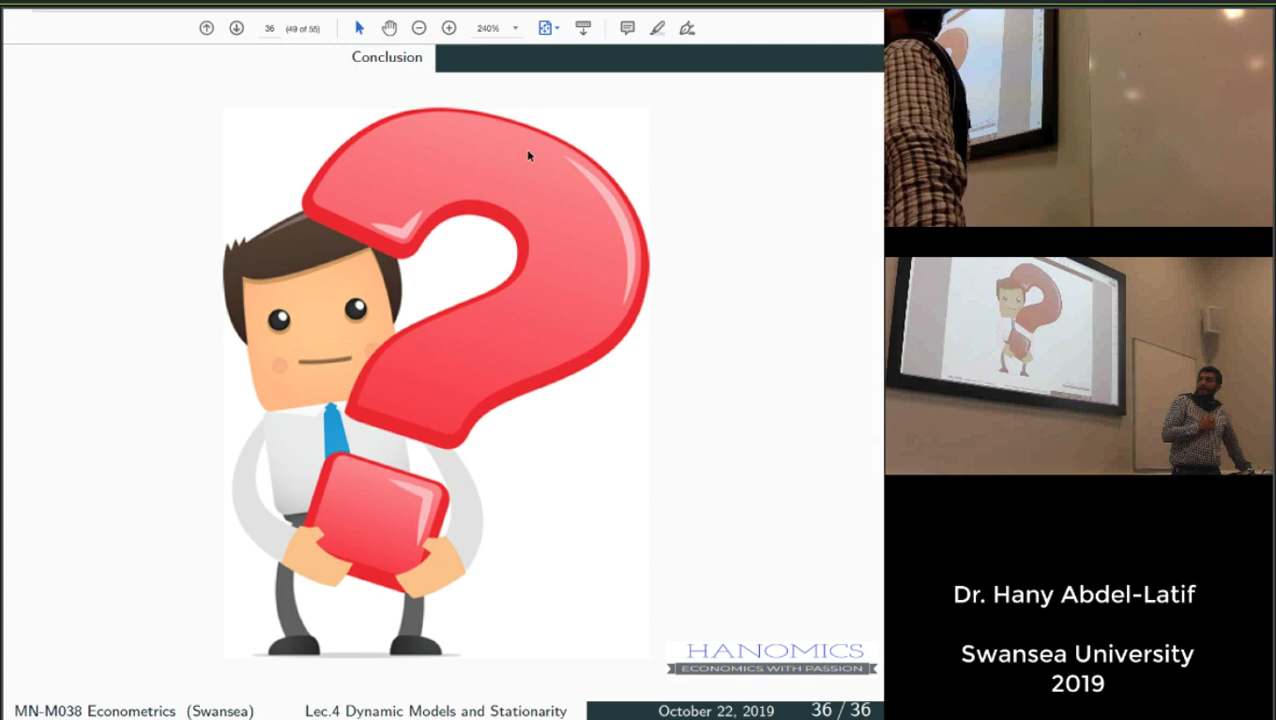 36 (49 of 55) 240%
Conclusion
HANOMICS
ECONOMICS WITH PASSION
MN-M038 Econometrics (Swansea) Lec.4 Dynamic Models and Stationarity October 22, 2019 36 / 36
Dr. Hany Abdel-Latif
Swansea University
2019